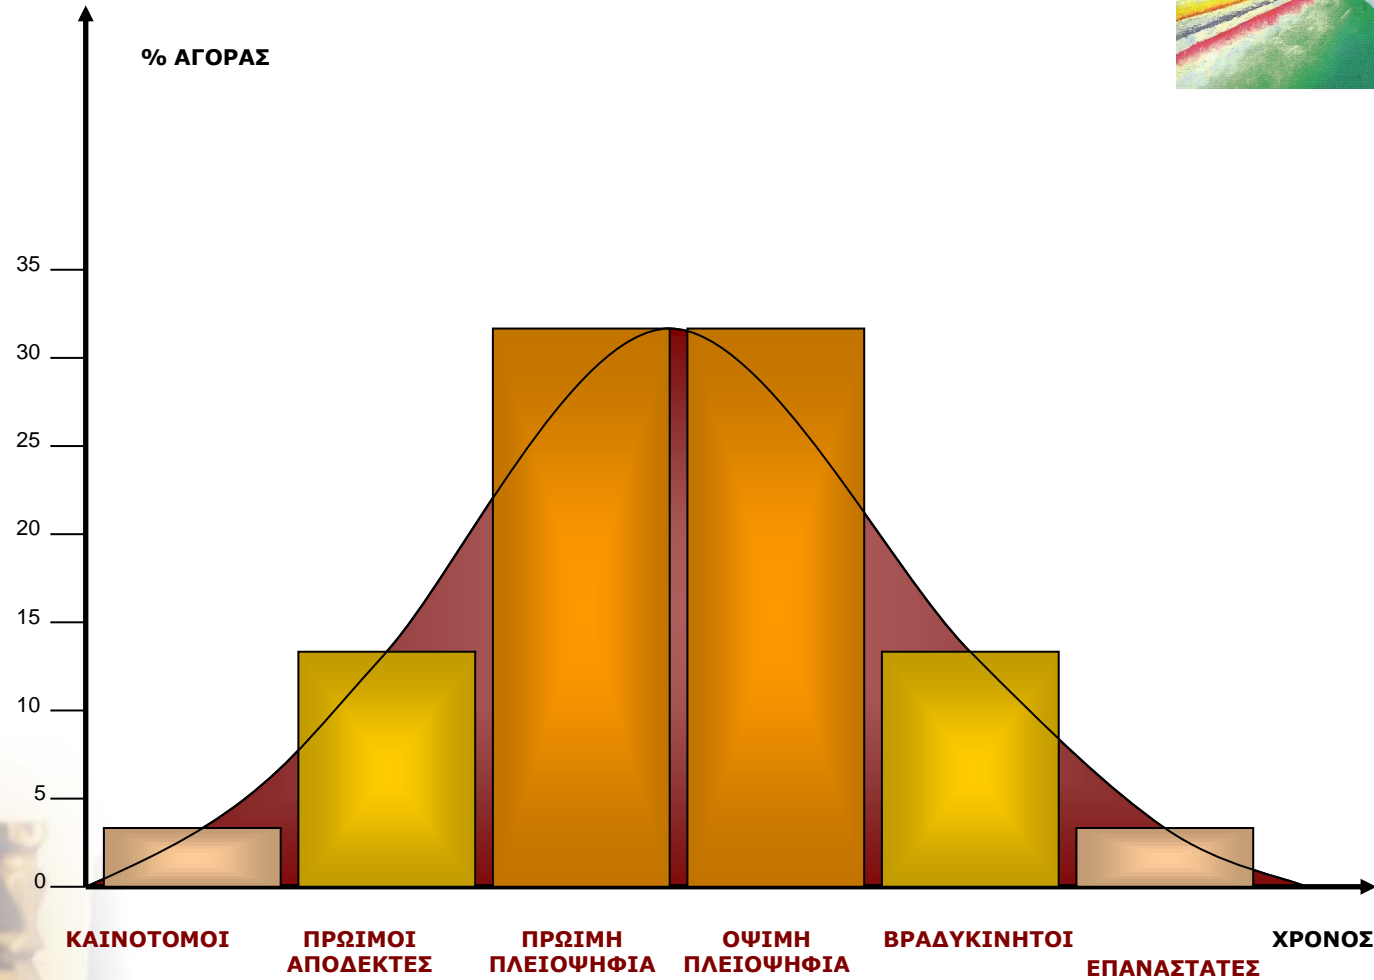 % ΑΓΟΡΑΣ
35
30
25
20
15
10
5
0
ΚΑΙΝΟΤΟΜΟΙ
ΠΡΩΙΜΟΙ
ΑΠΟΔΕΚΤΕΣ
ΠΡΩΙΜΗ
ΠΛΕΙΟΨΗΦΙΑ
ΟΨΙΜΗ
ΠΛΕΙΟΨΗΦΙΑ
ΒΡΑΔΥΚΙΝΗΤΟΙ
ΕΠΑΝΑΣΤΑΤΕΣ
ΧΡΟΝΟΣ